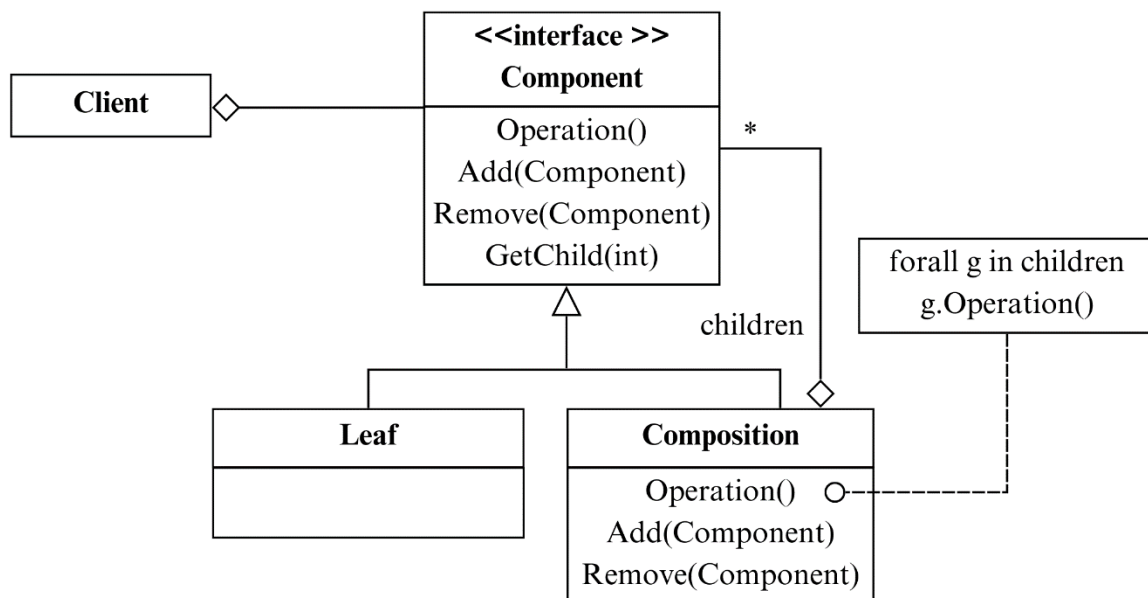 <<interface >>
Component
Client
Operation()
Add(Component)
Remove(Component)
GetChild(int)
*
children
forall g in children
g.Operation()
Leaf
Composition
Operation()
Add(Component)
Remove(Component)